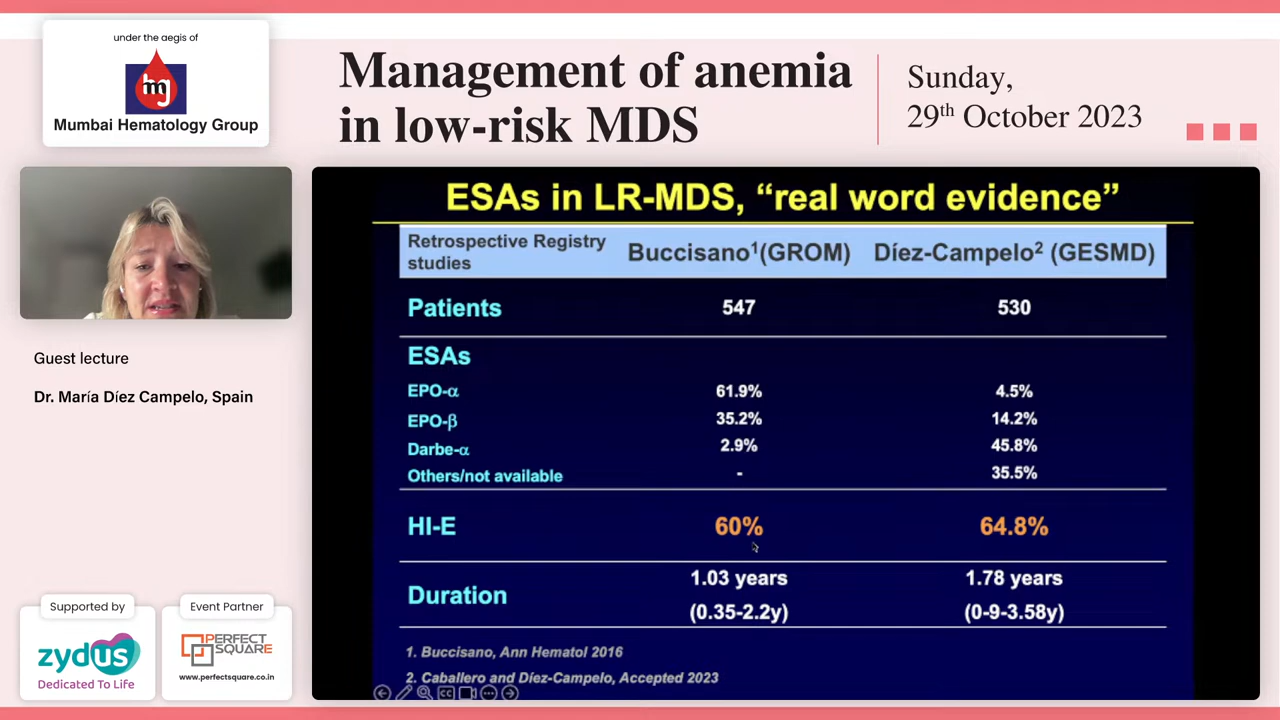 under the aegis of
mg
Mumbai Hematology Group
Management of anemia
in low-risk MDS
Sunday,
29th October 2023
Guest lecture
Dr. María Díez Campelo, Spain
Supported by
zydus
Dedicated To Life
Event Partner
PERFECT
SQUARE
www.perfectsquare.co.in
ESAs in LR-MDS, “real word evidence”
Retrospective Registry
studies
Buccisano¹(GROM)
Díez-Campelo² (GESMD)
Patients 547 530
ESAs
EPO-α 61.9% 4.5%
EPO-β 35.2% 14.2%
Darbe-α 2.9% 45.8%
Others/not available - 35.5%
HI-E 60% 64.8%
Duration
1.03 years
(0.35-2.2y)
1.78 years
(0-9-3.58y)
1. Buccisano, Ann Hematol 2016
2. Caballero and Díez-Campelo, Accepted 2023
CC